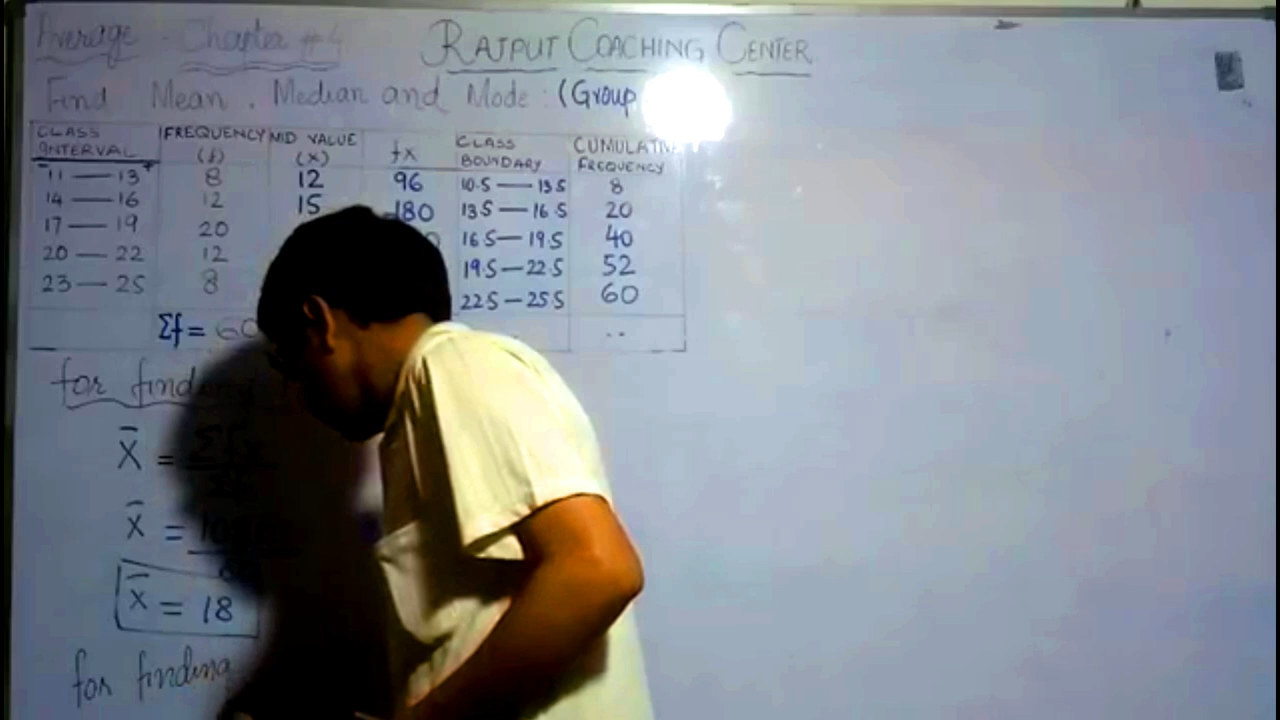 Average Chapter # 4 RAJPUT COACHING CENTER
Find Mean, Median and Mode : (Group
CLASS INTERVAL FREQUENCY (f) MID VALUE (X) fx CLASS BOUNDARY CUMULATIVE FREQUENCY
11 — 13 8 12 96 10.5 — 13.5 8
14 — 16 12 15 180 13.5 — 16.5 20
17 — 19 20 16.5 — 19.5 40
20 — 22 12 19.5 — 22.5 52
23 — 25 8 22.5 — 25.5 60
Σf = 60
for finding
X̄ = Σfx
X̄ =
X̄ = 18
for finding